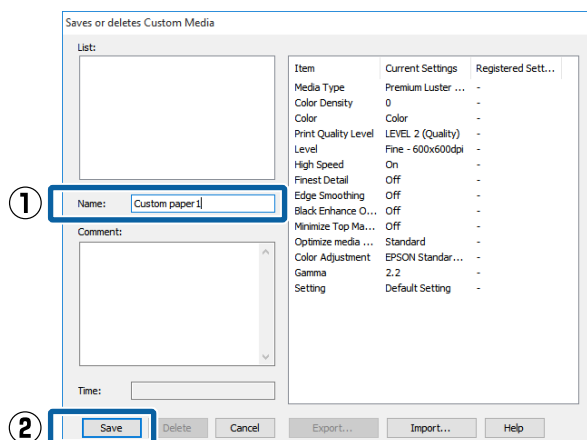 Saves or deletes Custom Media
List:
Item Current Settings Registered Sett...
Media Type Premium Luster ... -
Color Density 0 -
Color Color -
Print Quality Level LEVEL 2 (Quality) -
Level Fine - 600x600dpi -
High Speed On -
Finest Detail Off -
Edge Smoothing Off -
Black Enhance O... Off -
Minimize Top Ma... Off -
Optimize media ... Standard -
Color Adjustment EPSON Standar... -
Gamma 2.2 -
Setting Default Setting -
1
Name: Custom paper1
Comment:
Time:
2
Save Delete Cancel Export... Import... Help